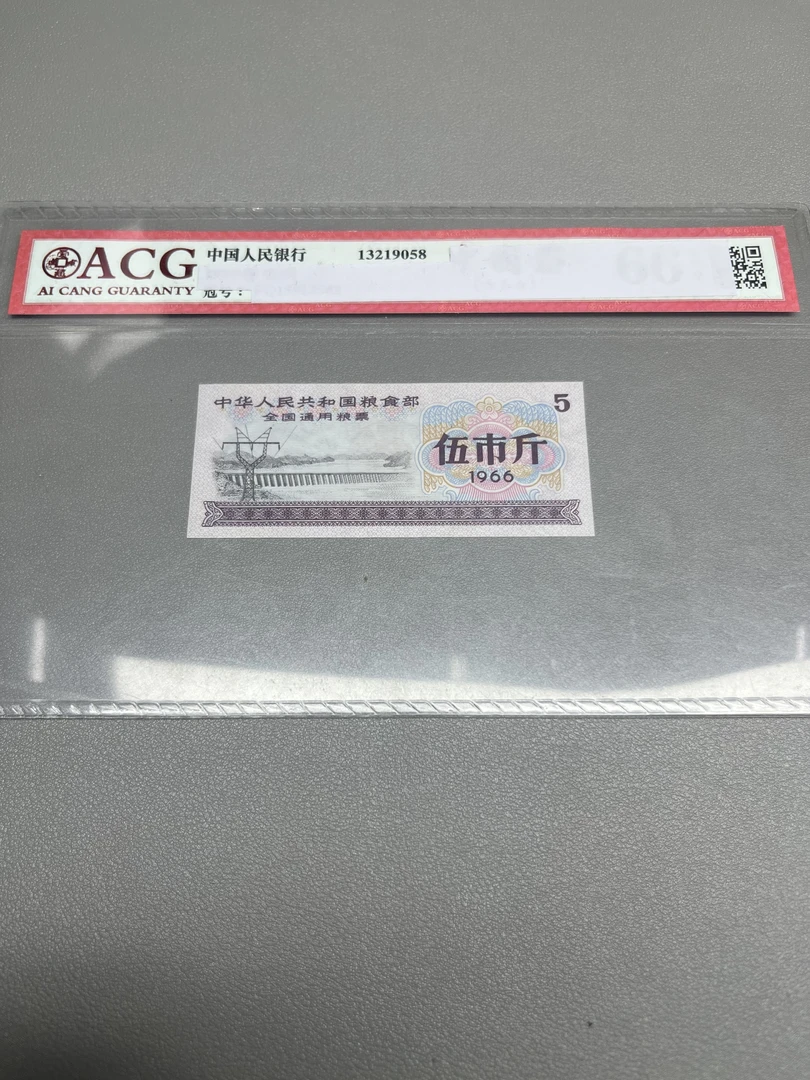 ACG
AI CANG GUARANTY
中国人民银行 13219058
冠号：
中华人民共和国粮食部
全国通用粮票
5
伍市斤
1966